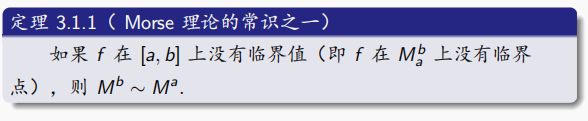 定理 3.1.1（ Morse 理论的常识之一）
如果 f 在 [a, b] 上没有临界值（即 f 在 M_a^b 上没有临界
点），则 M^b ∼ M^a.